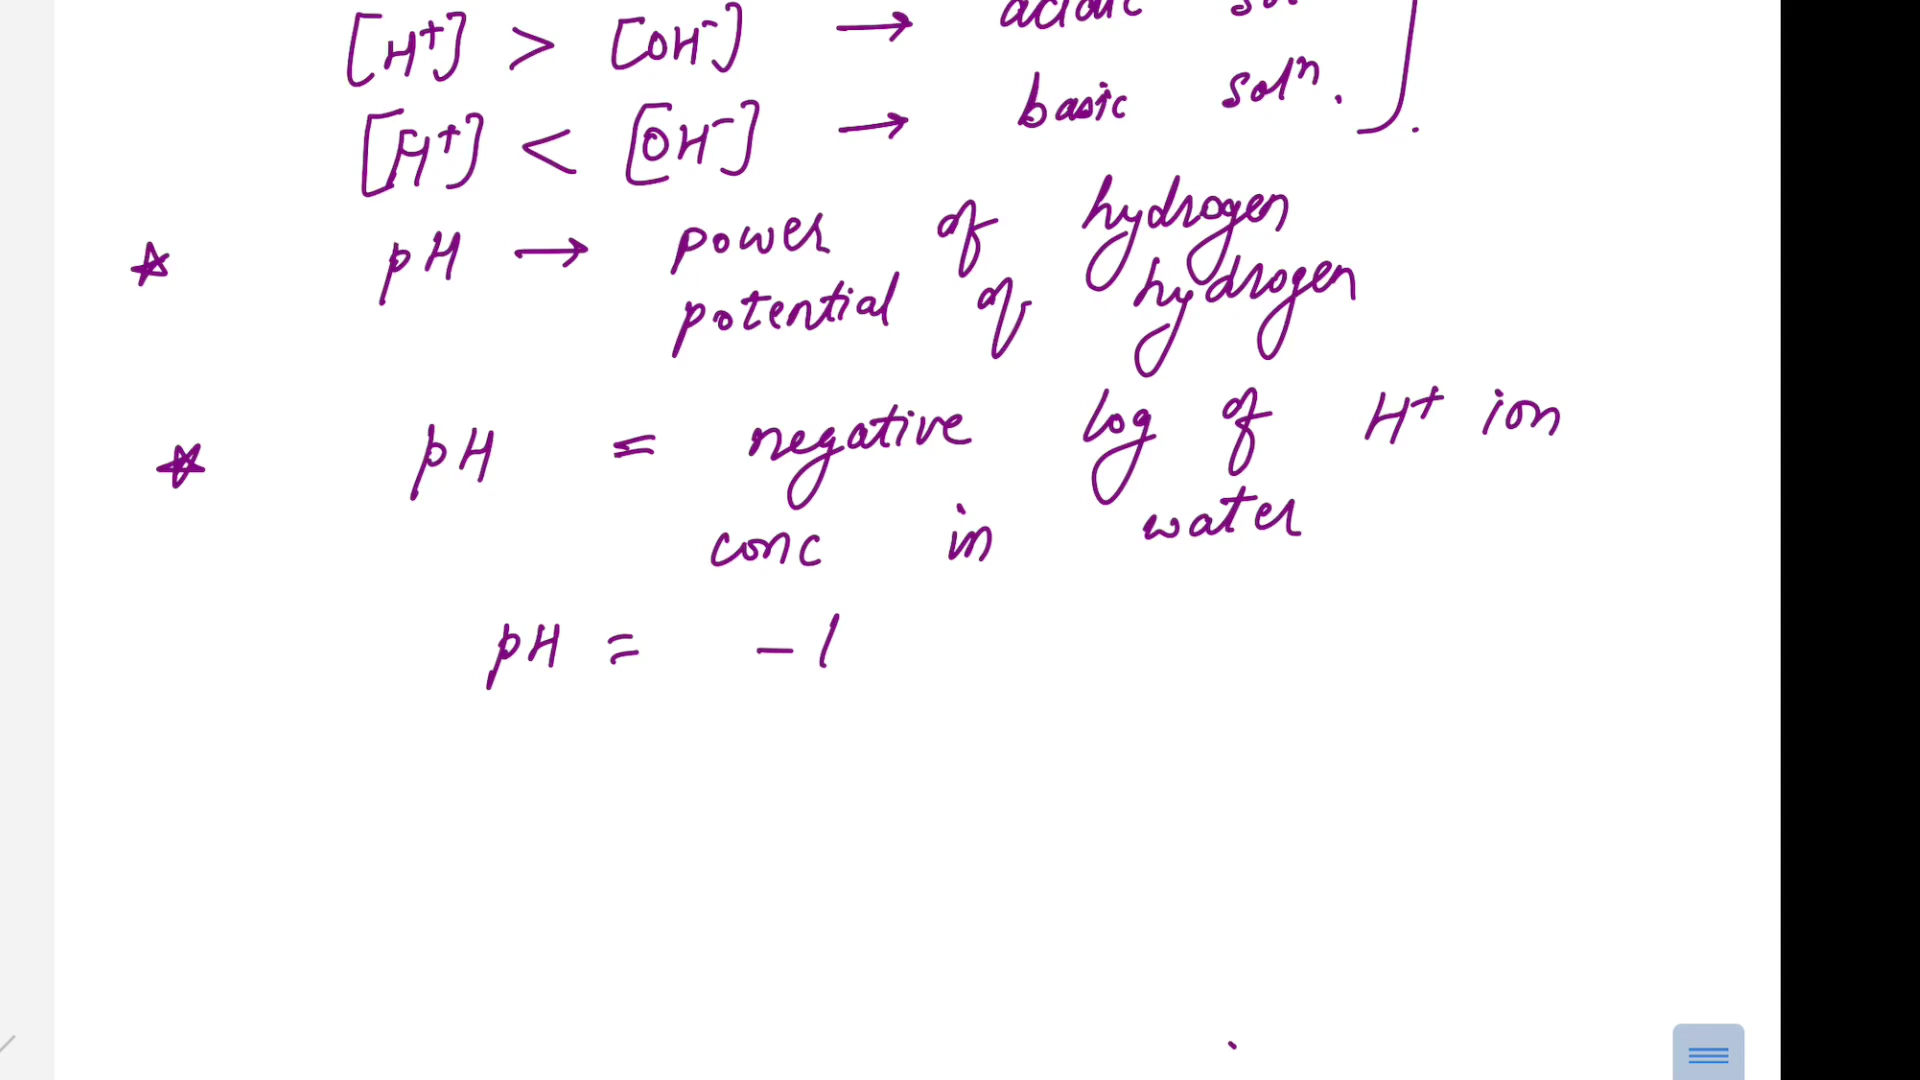 [H⁺] > [OH⁻] → acidic
[H⁺] < [OH⁻] → basic solⁿ.
☆ pH → power of hydrogen
potential of hydrogen
☆ pH = negative log of H⁺ ion
conc in water
pH = - l